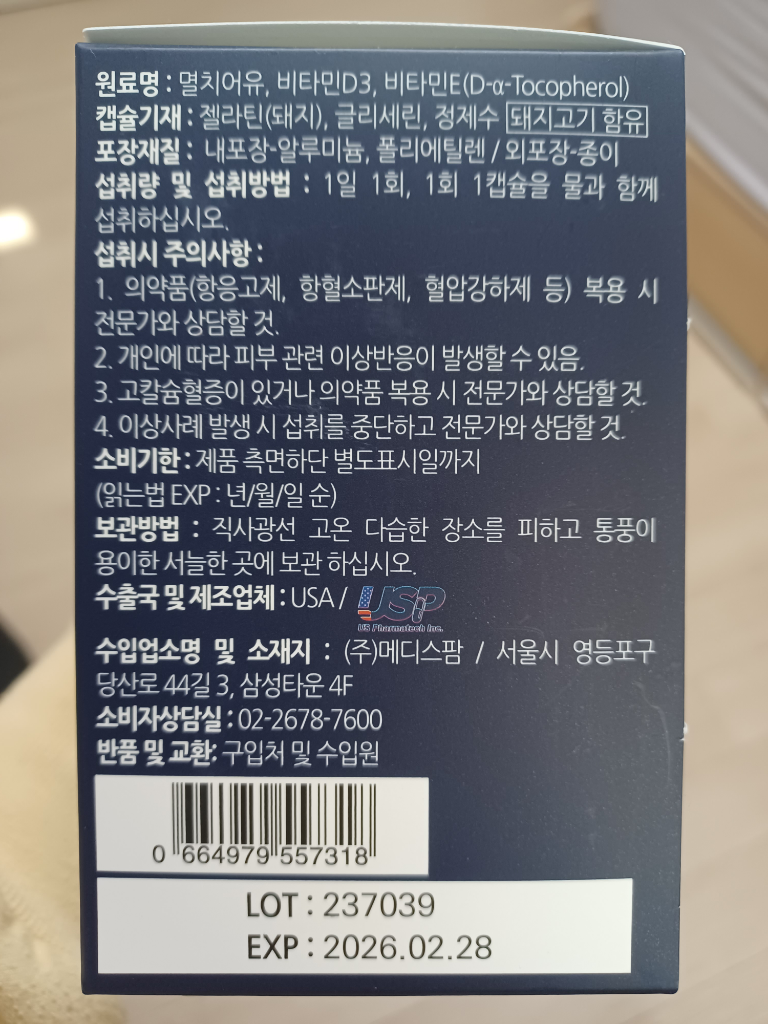 원료명 : 멸치어유, 비타민D3, 비타민E(D-α-Tocopherol)
캡슐기재 : 젤라틴(돼지), 글리세린, 정제수 돼지고기 함유
포장재질 : 내포장-알루미늄, 폴리에틸렌 / 외포장-종이
섭취량 및 섭취방법 : 1일 1회, 1회 1캡슐을 물과 함께
섭취하십시오.
섭취시 주의사항 :
1. 의약품(항응고제, 항혈소판제, 혈압강하제 등) 복용 시
전문가와 상담할 것.
2. 개인에 따라 피부 관련 이상반응이 발생할 수 있음.
3. 고칼슘혈증이 있거나 의약품 복용 시 전문가와 상담할 것.
4. 이상사례 발생 시 섭취를 중단하고 전문가와 상담할 것.
소비기한 : 제품 측면하단 별도표시일까지
(읽는법 EXP : 년/월/일 순)
보관방법 : 직사광선 고온 다습한 장소를 피하고 통풍이
용이한 서늘한 곳에 보관 하십시오.
수출국 및 제조업체 : USA / USP
US Pharmatech Inc.
수입업소명 및 소재지 : (주)메디스팜 / 서울시 영등포구
당산로 44길 3, 삼성타운 4F
소비자상담실 : 02-2678-7600
반품 및 교환: 구입처 및 수입원
0 664979 557318
LOT : 237039
EXP : 2026.02.28